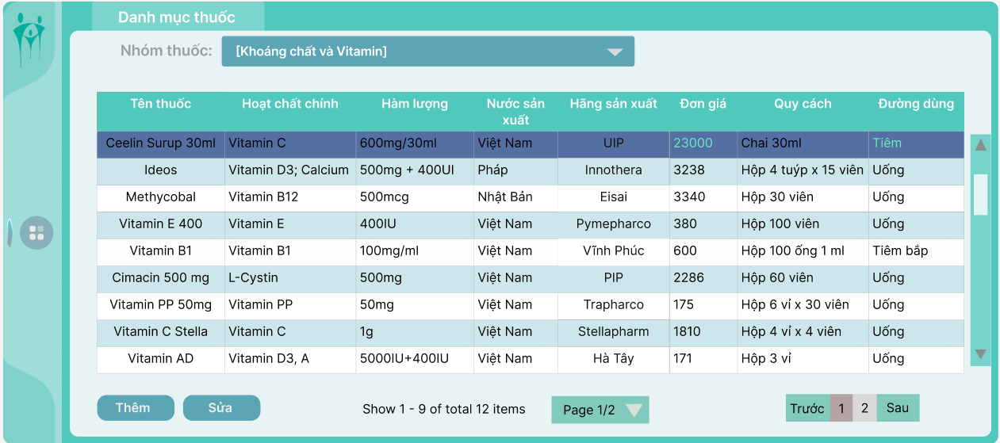 Danh mục thuốc
Nhóm thuốc: [Khoáng chất và Vitamin]
Tên thuốc Hoạt chất chính Hàm lượng Nước sản xuất Hãng sản xuất Đơn giá Quy cách Đường dùng
Ceelin Surup 30ml Vitamin C 600mg/30ml Việt Nam UIP 23000 Chai 30ml Tiêm
Ideos Vitamin D3; Calcium 500mg + 400UI Pháp Innothera 3238 Hộp 4 tuýp x 15 viên Uống
Methycobal Vitamin B12 500mcg Nhật Bản Eisai 3340 Hộp 30 viên Uống
Vitamin E 400 Vitamin E 400IU Việt Nam Pymepharco 380 Hộp 100 viên Uống
Vitamin B1 Vitamin B1 100mg/ml Việt Nam Vĩnh Phúc 600 Hộp 100 ống 1 ml Tiêm bắp
Cimacin 500 mg L-Cystin 500mg Việt Nam PIP 2286 Hộp 60 viên Uống
Vitamin PP 50mg Vitamin PP 50mg Việt Nam Trapharco 175 Hộp 6 vỉ x 30 viên Uống
Vitamin C Stella Vitamin C 1g Việt Nam Stellapharm 1810 Hộp 4 vỉ x 4 viên Uống
Vitamin AD Vitamin D3, A 5000IU+400IU Việt Nam Hà Tây 171 Hộp 3 vỉ Uống
Thêm Sửa Show 1 - 9 of total 12 items Page 1/2 Trước 1 2 Sau